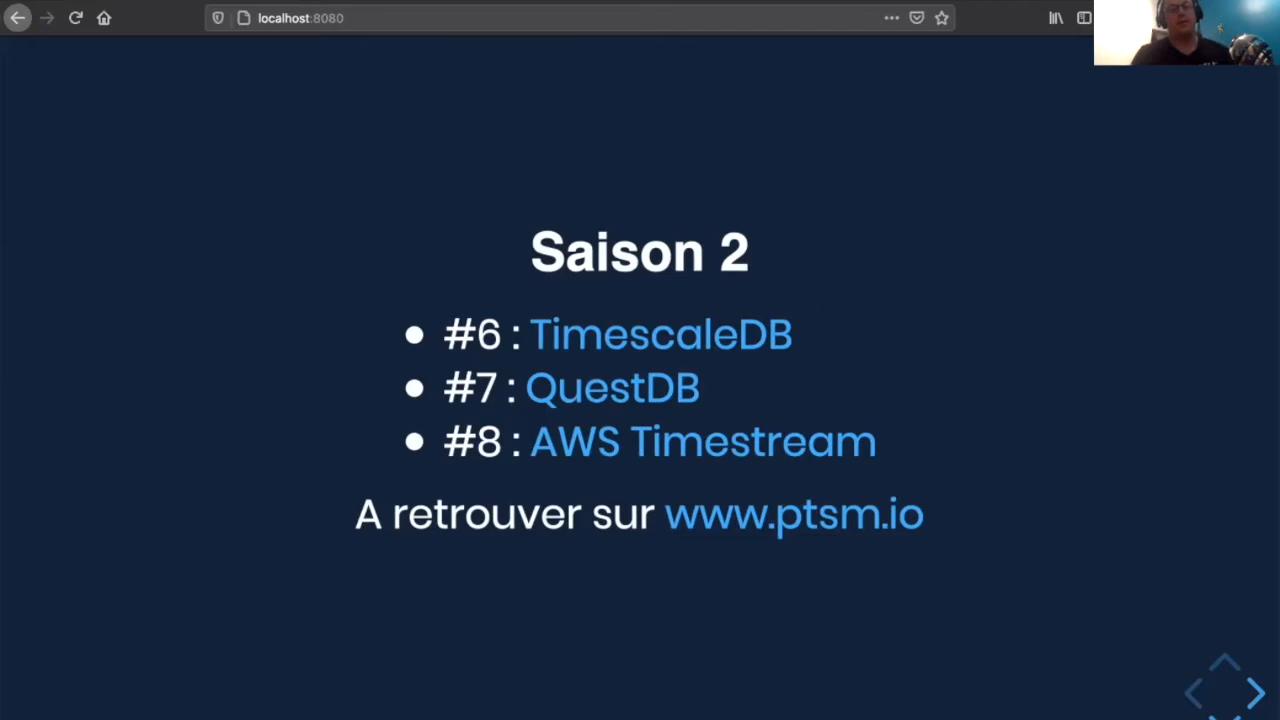 localhost:8080
Saison 2
#6 : TimescaleDB
#7 : QuestDB
#8 : AWS Timestream
A retrouver sur www.ptsm.io